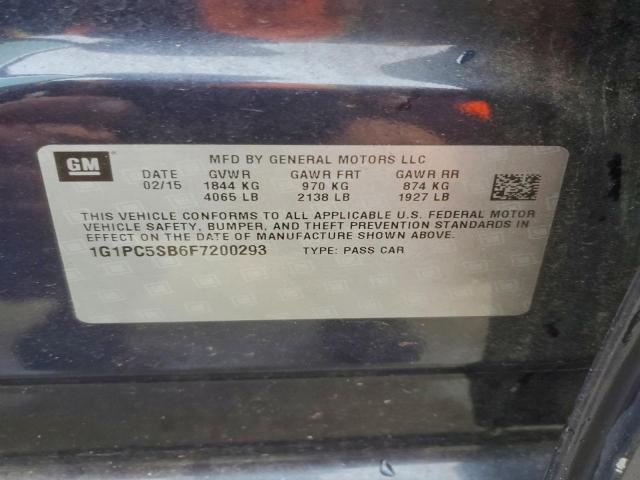 GM
MFD BY GENERAL MOTORS LLC
DATE GVWR GAWR FRT GAWR RR
02/15 1844 KG 970 KG 874 KG
4065 LB 2138 LB 1927 LB
THIS VEHICLE CONFORMS TO ALL APPLICABLE U.S. FEDERAL MOTOR
VEHICLE SAFETY, BUMPER, AND THEFT PREVENTION STANDARDS IN
EFFECT ON THE DATE OF MANUFACTURE SHOWN ABOVE.
1G1PC5SB6F7200293 TYPE: PASS CAR